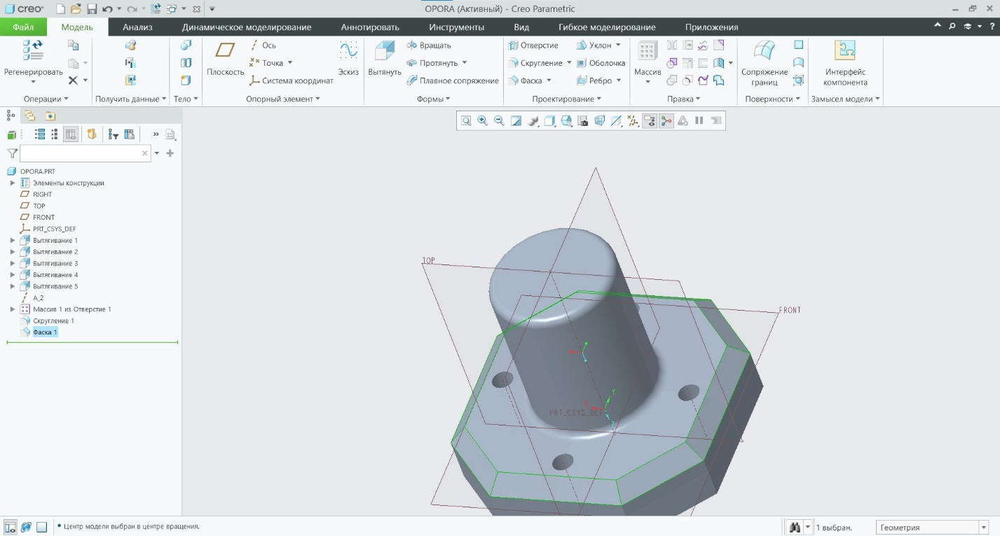 creo
OPORA (Активный) - Creo Parametric
Файл Модель Анализ Динамическое моделирование Аннотировать Инструменты Вид Гибкое моделирование Приложения
Регенерировать
Операции
Получить данные
Тело
Плоскость
Ось
Точка
Система координат
Эскиз
Опорный элемент
Вытянуть
Вращать
Протянуть
Плавное сопряжение
Формы
Отверстие
Скругление
Фаска
Уклон
Оболочка
Ребро
Проектирование
Массив
Правка
Сопряжение
границ
Поверхности
Интерфейс
компонента
Замысел модели
OPORA.PRT
Элементы конструкции
RIGHT
TOP
FRONT
PRT_CSYS_DEF
Вытягивание 1
Вытягивание 2
Вытягивание 3
Вытягивание 4
Вытягивание 5
A_2
Массив 1 из Отверстие 1
Скругление 1
Фаска 1
TOP
FRONT
Y
PRT_CSYS_DEF
Z
Центр модели выбран в центре вращения.
1 выбран.
Геометрия